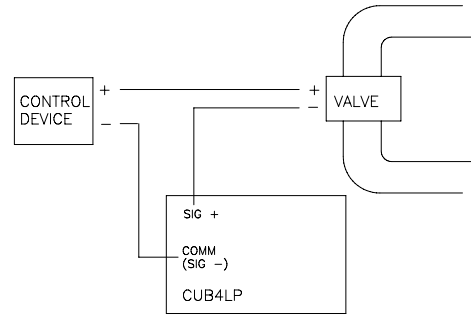 +
+
CONTROL
DEVICE
−
−
VALVE
SIG +
COMM
(SIG −)
CUB4LP